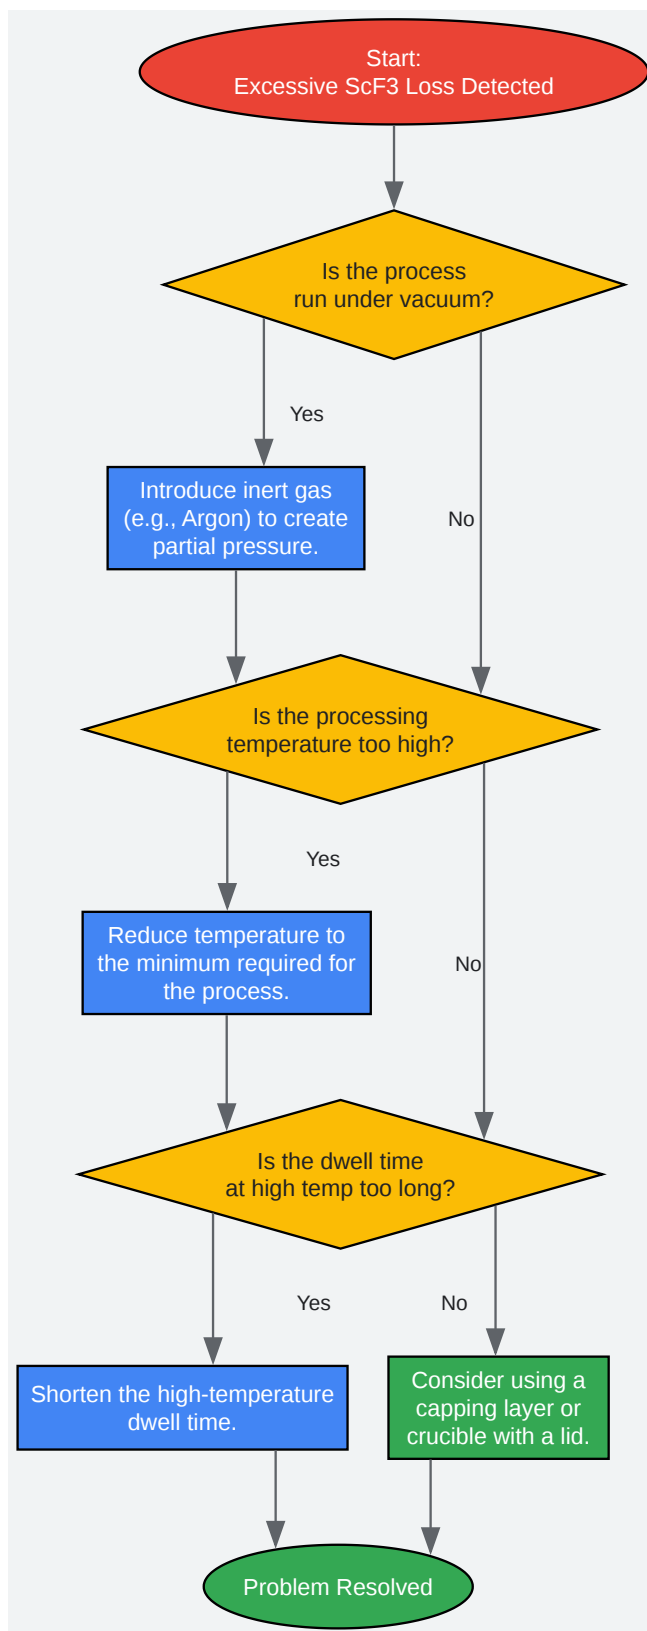 Start:
Excessive ScF3 Loss Detected
Is the process
run under vacuum?
Yes
Introduce inert gas
(e.g., Argon) to create
partial pressure.
No
Is the processing
temperature too high?
Yes
Reduce temperature to
the minimum required for
the process.
No
Is the dwell time
at high temp too long?
Yes
No
Shorten the high-temperature
dwell time.
Consider using a
capping layer or
crucible with a lid.
Problem Resolved